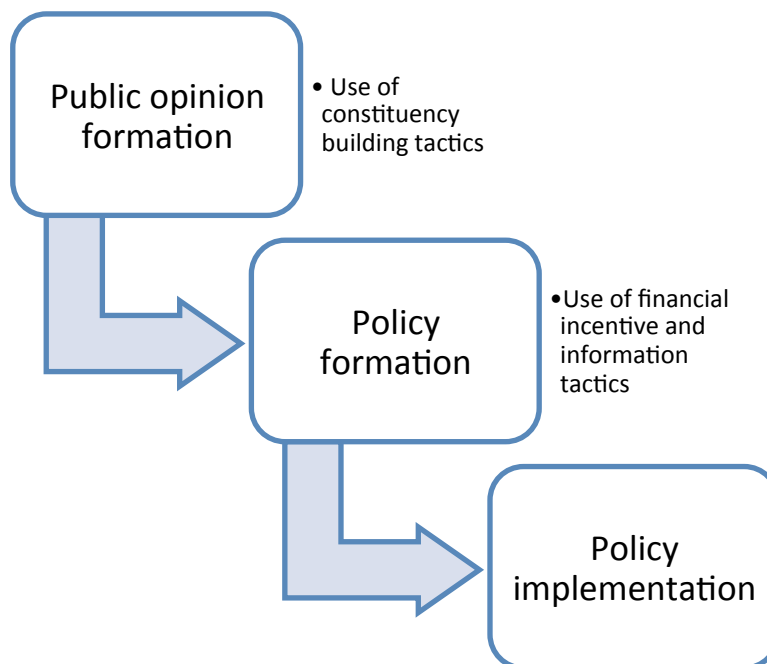 Public opinion
formation
• Use of
constituency
building tactics
Policy
formation
•Use of financial
incentive and
information
tactics
Policy
implementation